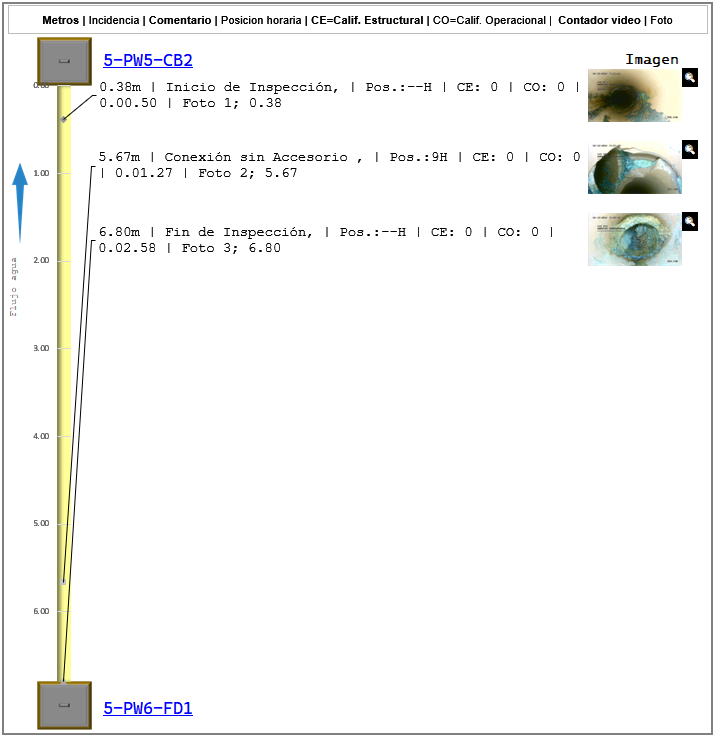 Metros | Incidencia | Comentario | Posicion horaria | CE=Calif. Estructural | CO=Calif. Operacional | Contador video | Foto
5-PW5-CB2
Imagen
0.00
0.38m | Inicio de Inspección, | Pos.:--H | CE: 0 | CO: 0 |
0.00.50 | Foto 1; 0.38
5.67m | Conexión sin Accesorio , | Pos.:9H | CE: 0 | CO: 0
| 0.01.27 | Foto 2; 5.67
1.00
6.80m | Fin de Inspección, | Pos.:--H | CE: 0 | CO: 0 |
0.02.58 | Foto 3; 6.80
2.00
Flujo agua
3.00
4.00
5.00
6.00
5-PW6-FD1